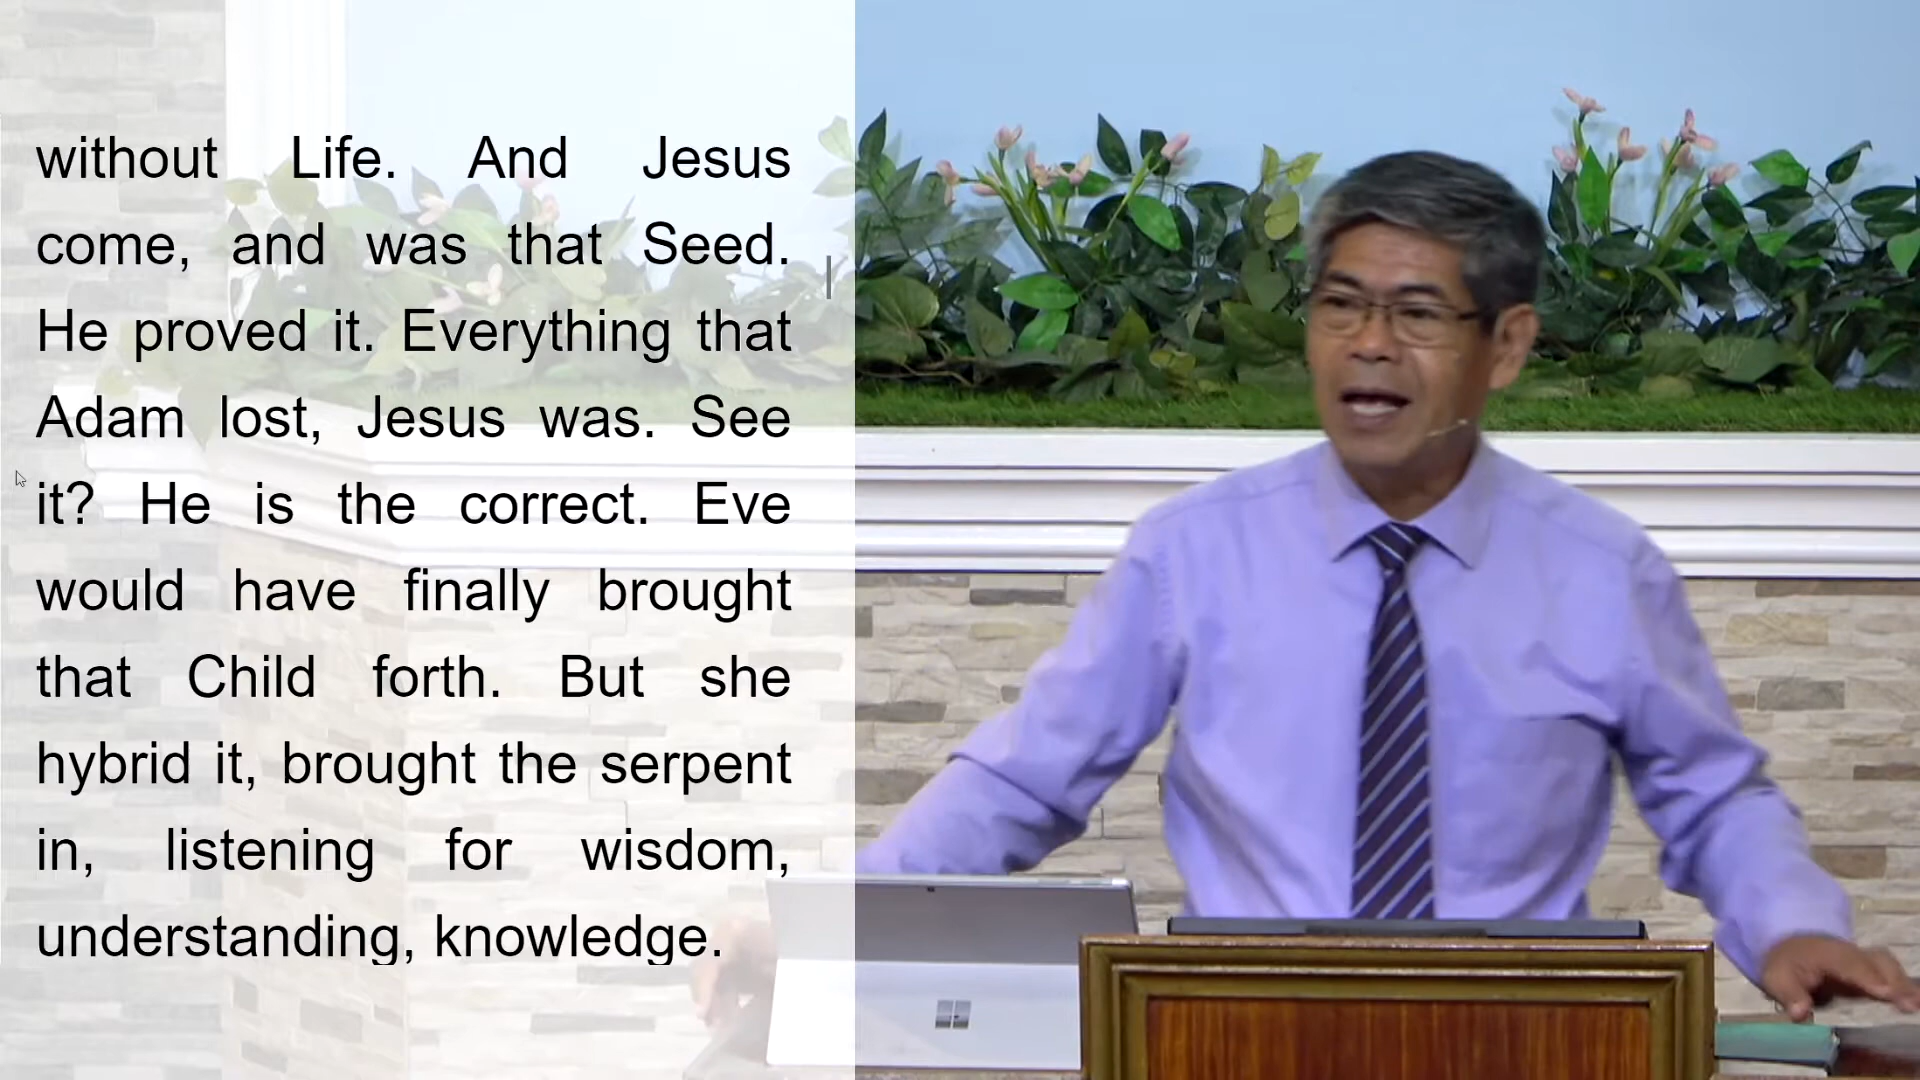 without Life. And Jesus
come, and was that Seed.
He proved it. Everything that
Adam lost, Jesus was. See
it? He is the correct. Eve
would have finally brought
that Child forth. But she
hybrid it, brought the serpent
in, listening for wisdom,
understanding, knowledge.